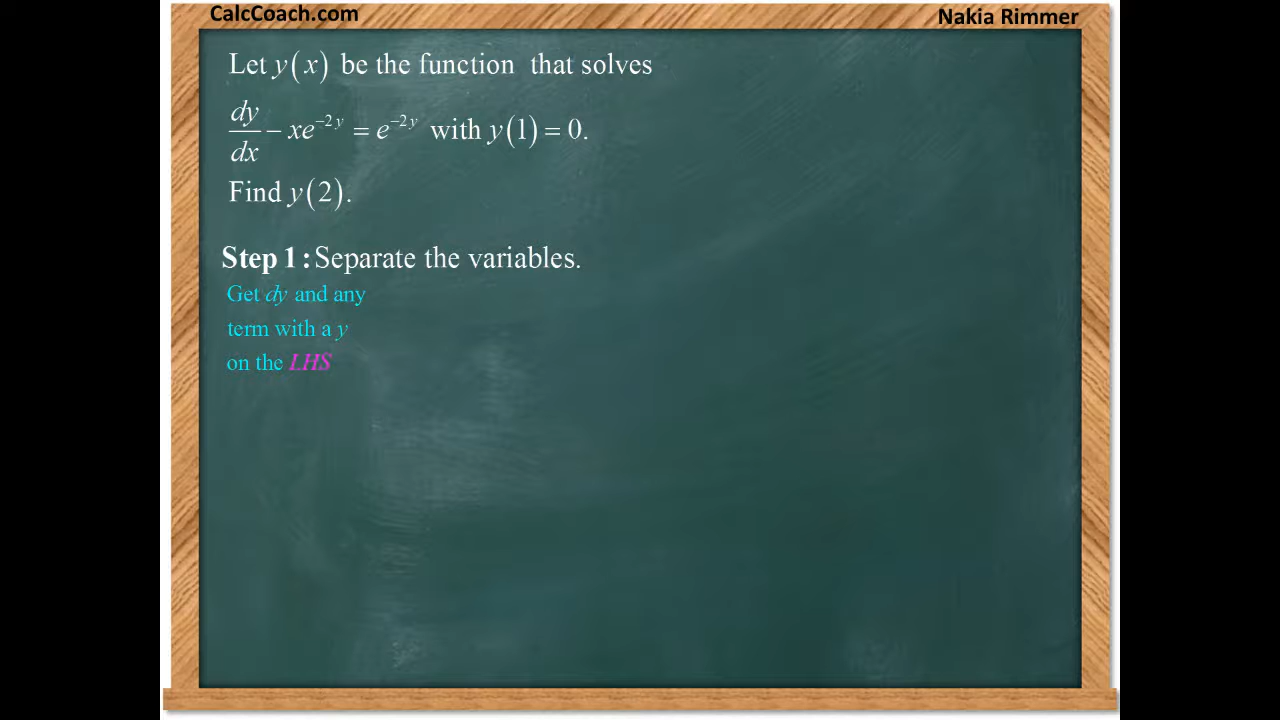 CalcCoach.com
Nakia Rimmer
Let y(x) be the function that solves
dy/dx − xe^{−2y} = e^{−2y} with y(1) = 0.
Find y(2).
Step 1: Separate the variables.
Get dy and any
term with a y
on the LHS